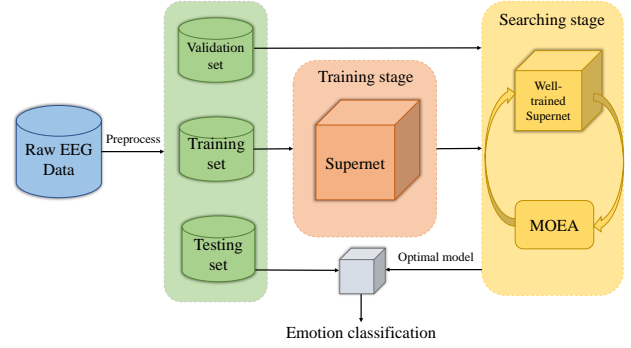 Searching stage
Validation
set
Training stage
Well-
trained
Supernet
Raw EEG
Data
Preprocess
Training
set
Supernet
MOEA
Testing
set
Optimal model
Emotion classification